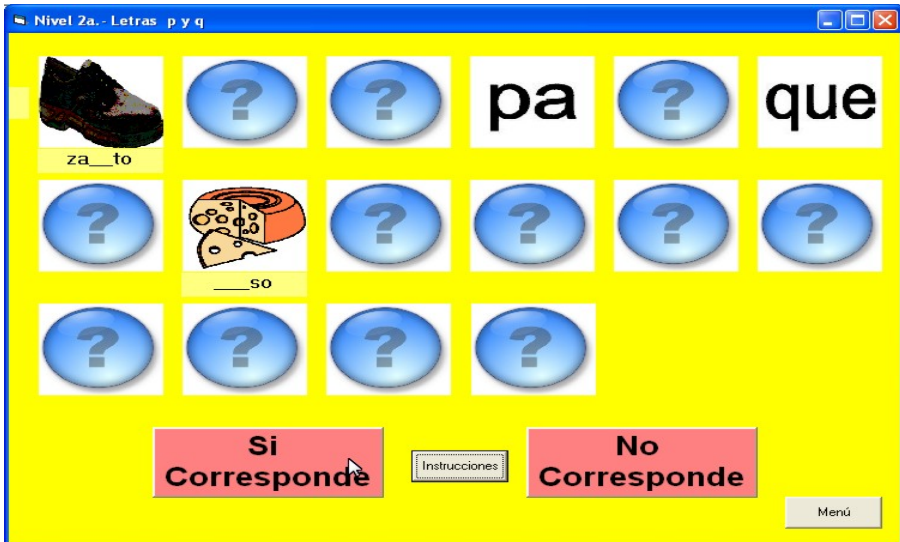 Nivel 2a.- Letras p y q
? ? pa ? que
za__to
? ? ? ? ?
___so
? ? ? ?
Si
Corresponde
Instrucciones
No
Corresponde
Menú